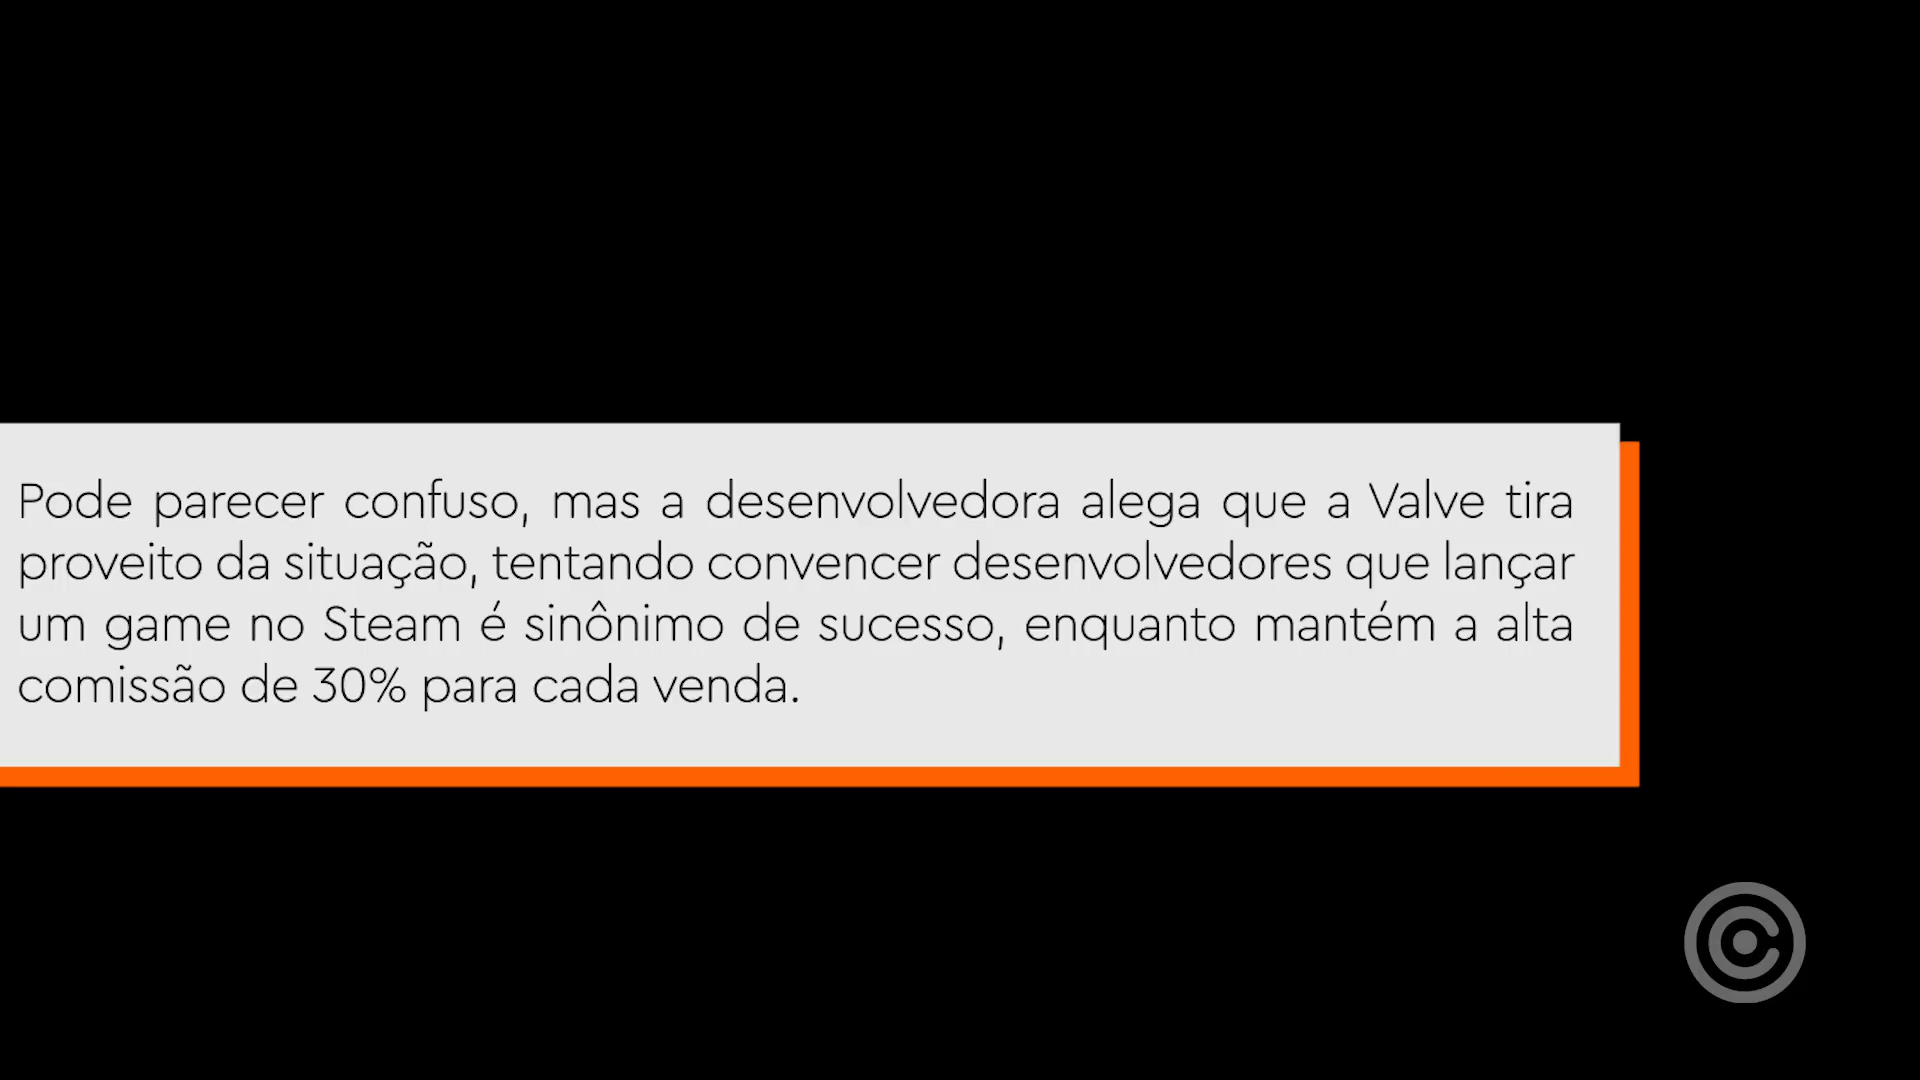 Pode parecer confuso, mas a desenvolvedora alega que a Valve tira
proveito da situação, tentando convencer desenvolvedores que lançar
um game no Steam é sinônimo de sucesso, enquanto mantém a alta
comissão de 30% para cada venda.